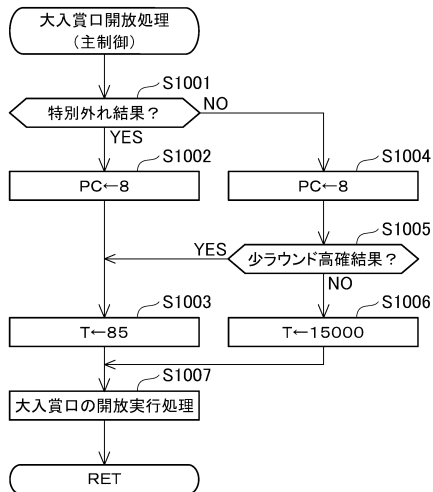 大入賞口開放処理
（主制御）
S1001
特別外れ結果？
NO
YES
S1002
PC←8
S1004
PC←8
S1005
少ラウンド高確結果？
YES
NO
S1003
T←85
S1006
T←15000
S1007
大入賞口の開放実行処理
RET